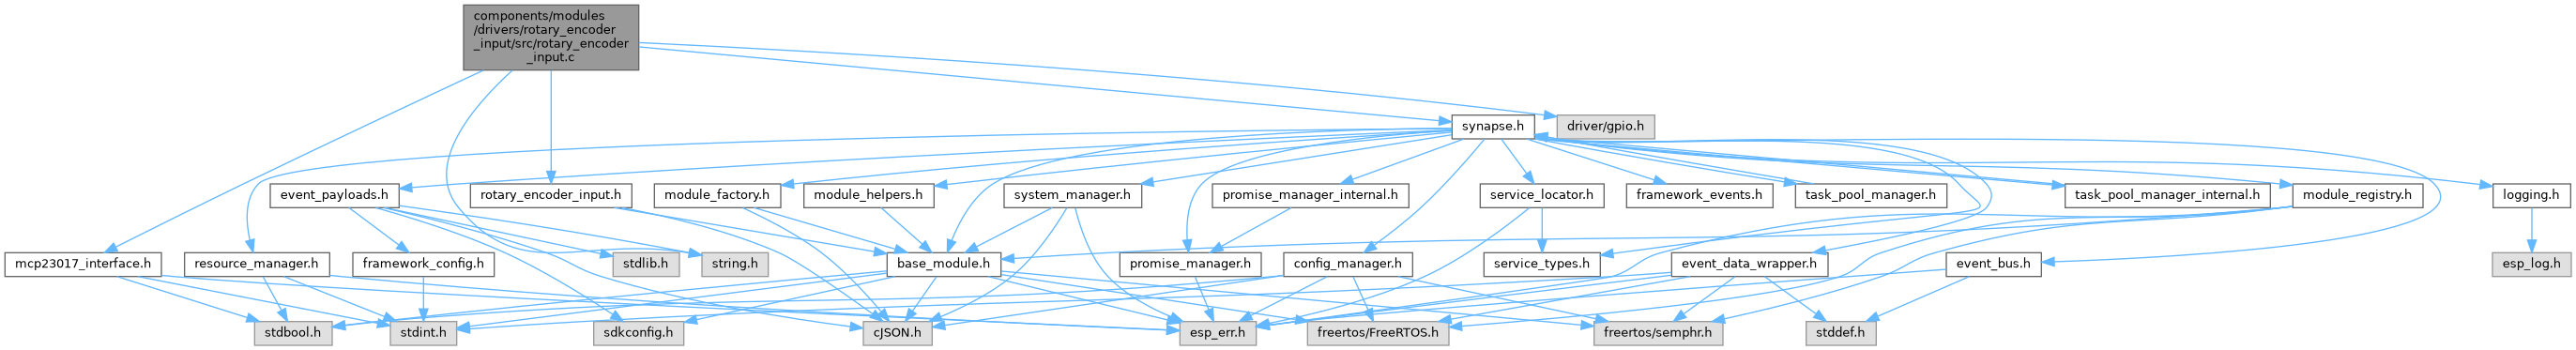 components/modules
/drivers/rotary_encoder
_input/src/rotary_encoder
_input.c
synapse.h
driver/gpio.h
event_payloads.h
rotary_encoder_input.h
module_factory.h
module_helpers.h
system_manager.h
promise_manager_internal.h
service_locator.h
framework_events.h
task_pool_manager.h
task_pool_manager_internal.h
module_registry.h
logging.h
mcp23017_interface.h
resource_manager.h
framework_config.h
stdlib.h
string.h
base_module.h
promise_manager.h
config_manager.h
service_types.h
event_data_wrapper.h
event_bus.h
esp_log.h
stdbool.h
stdint.h
sdkconfig.h
cJSON.h
esp_err.h
freertos/FreeRTOS.h
freertos/semphr.h
stddef.h